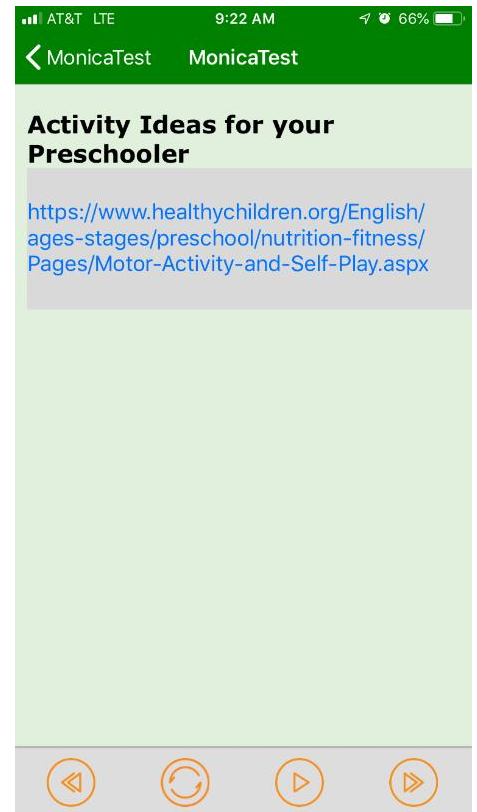 AT&T LTE 9:22 AM 66%
MonicaTest MonicaTest
Activity Ideas for your
Preschooler
https://www.healthychildren.org/English/
ages-stages/preschool/nutrition-fitness/
Pages/Motor-Activity-and-Self-Play.aspx